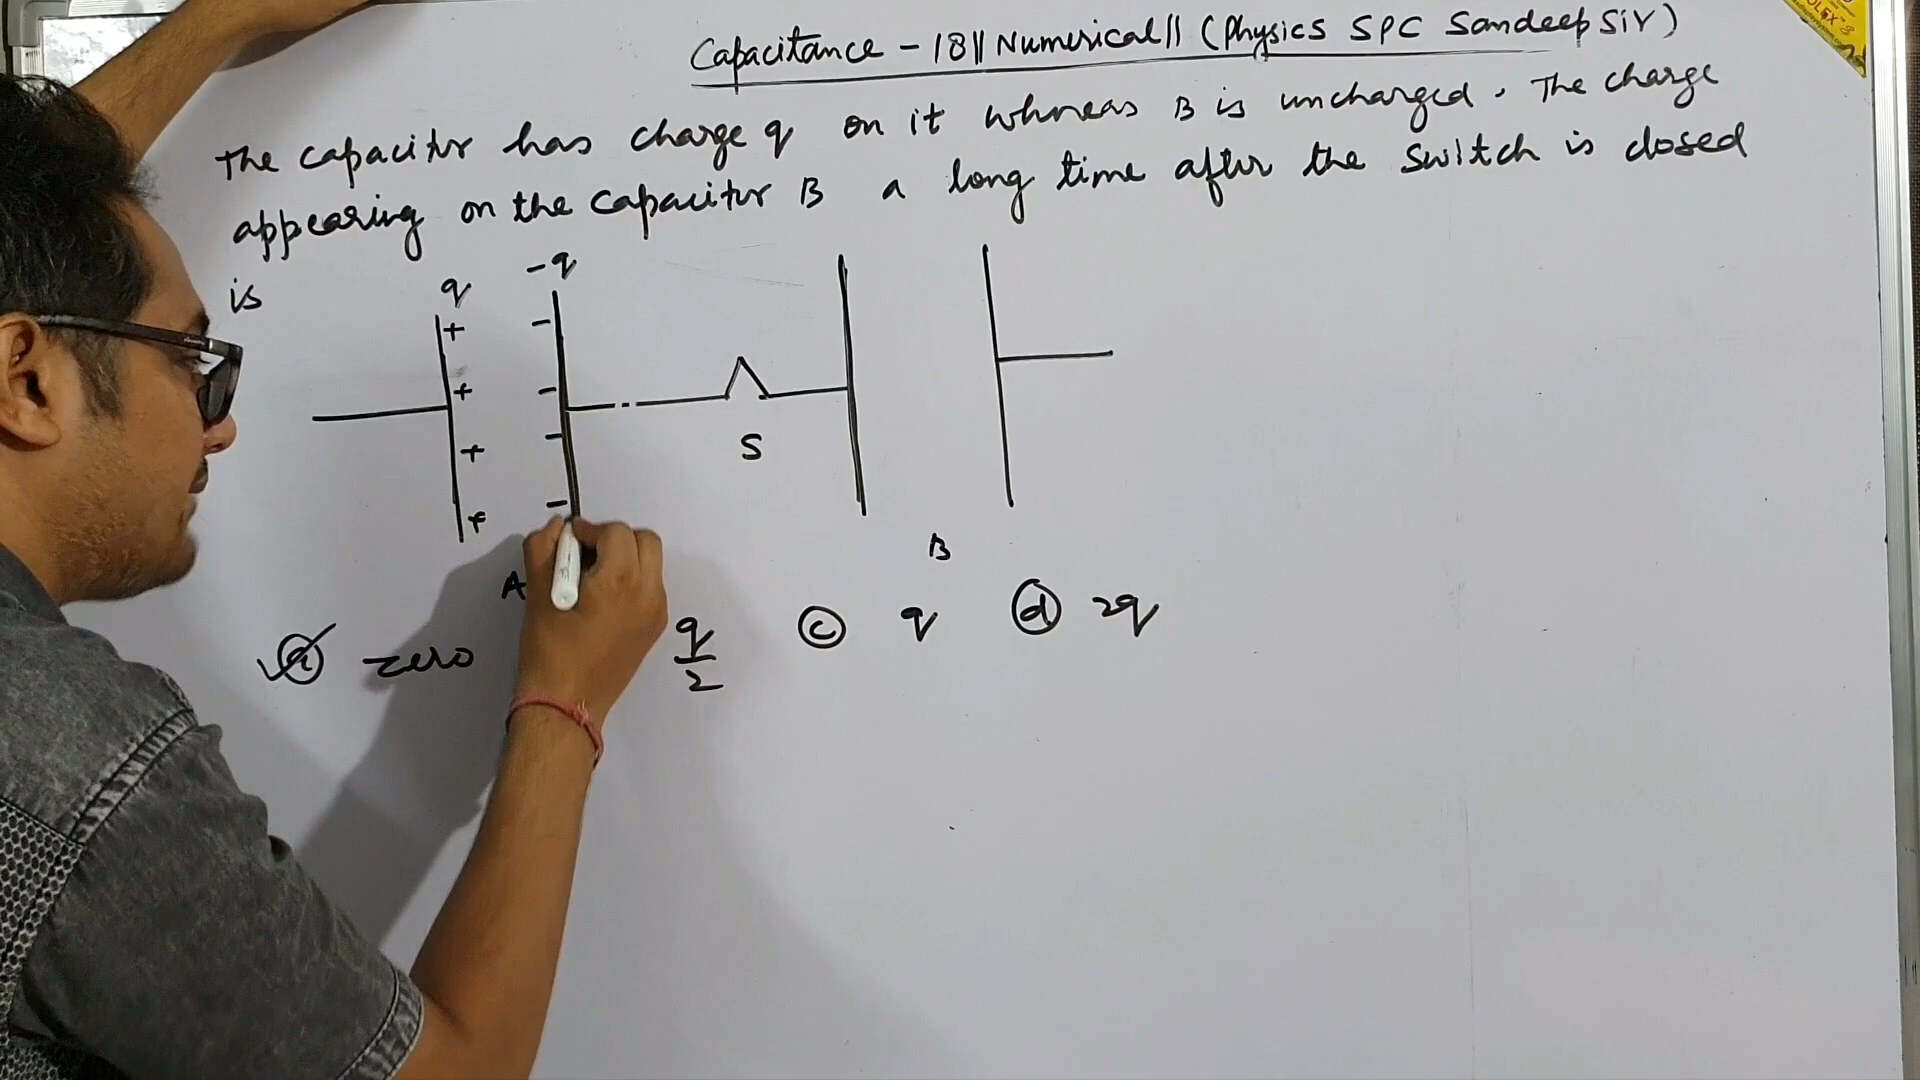 Capacitance - 18 || Numerical || (Physics SPC Sandeep Sir)
The capacitor has charge q on it whereas B is uncharged. The charge
appearing on the capacitor B a long time after the switch is closed
is
q -q
+ -
+ -
+ -
+ -
S
A B
(a) zero q/2 (c) q (d) 2q